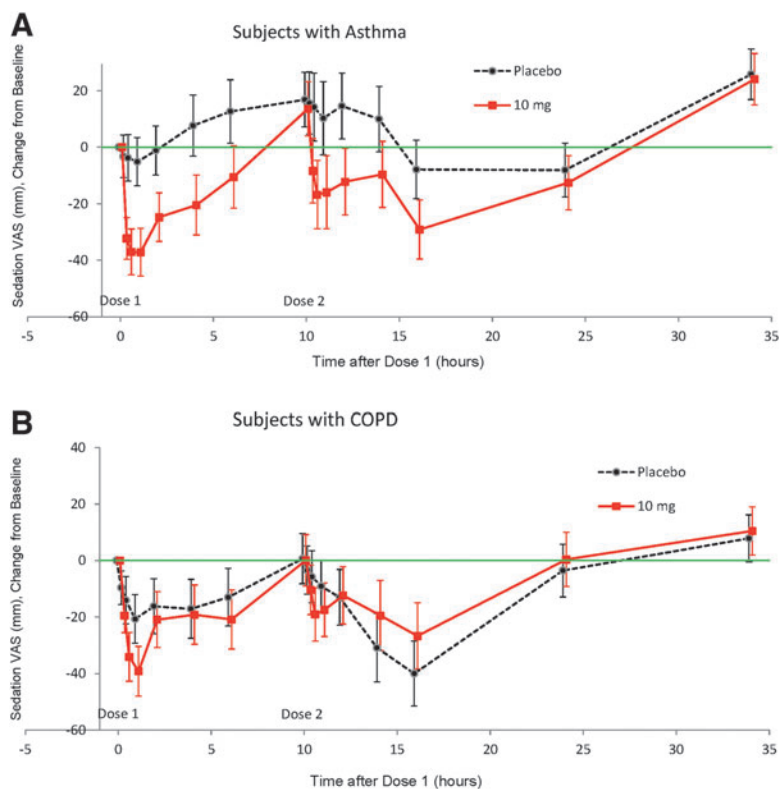 A
Subjects with Asthma
Placebo
10 mg
Sedation VAS (mm), Change from Baseline
20
0
-20
-40
-60
Dose 1
Dose 2
-5
0
5
10
15
20
25
30
35
Time after Dose 1 (hours)
B
Subjects with COPD
Placebo
10 mg
Sedation VAS (mm), Change from Baseline
40
20
0
-20
-40
-60
Dose 1
Dose 2
-5
0
5
10
15
20
25
30
35
Time after Dose 1 (hours)